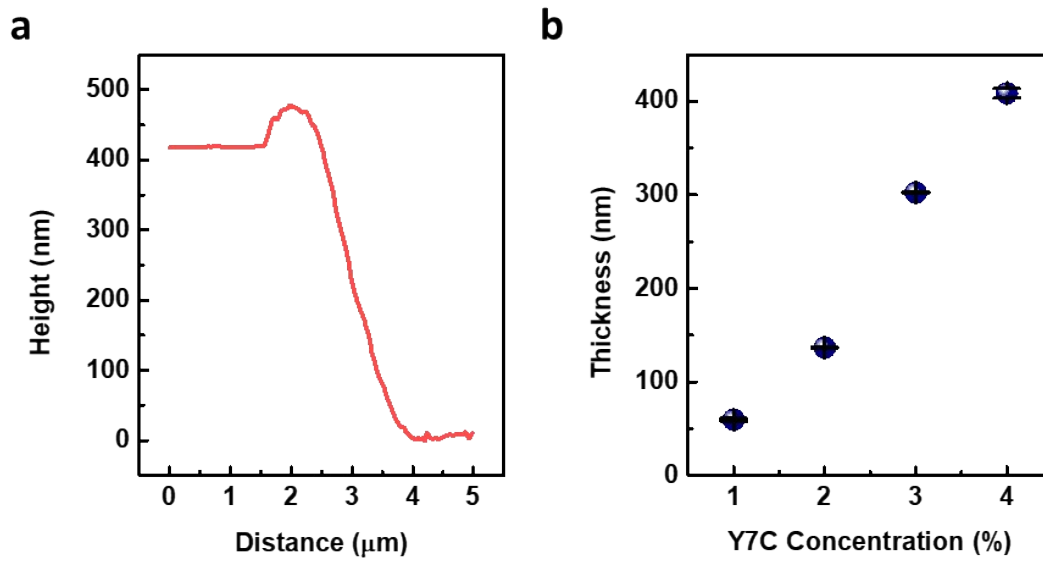 a
500
400
300
200
100
0
Height (nm)
0 1 2 3 4 5
Distance (μm)
b
400
300
200
100
0
Thickness (nm)
1 2 3 4
Y7C Concentration (%)